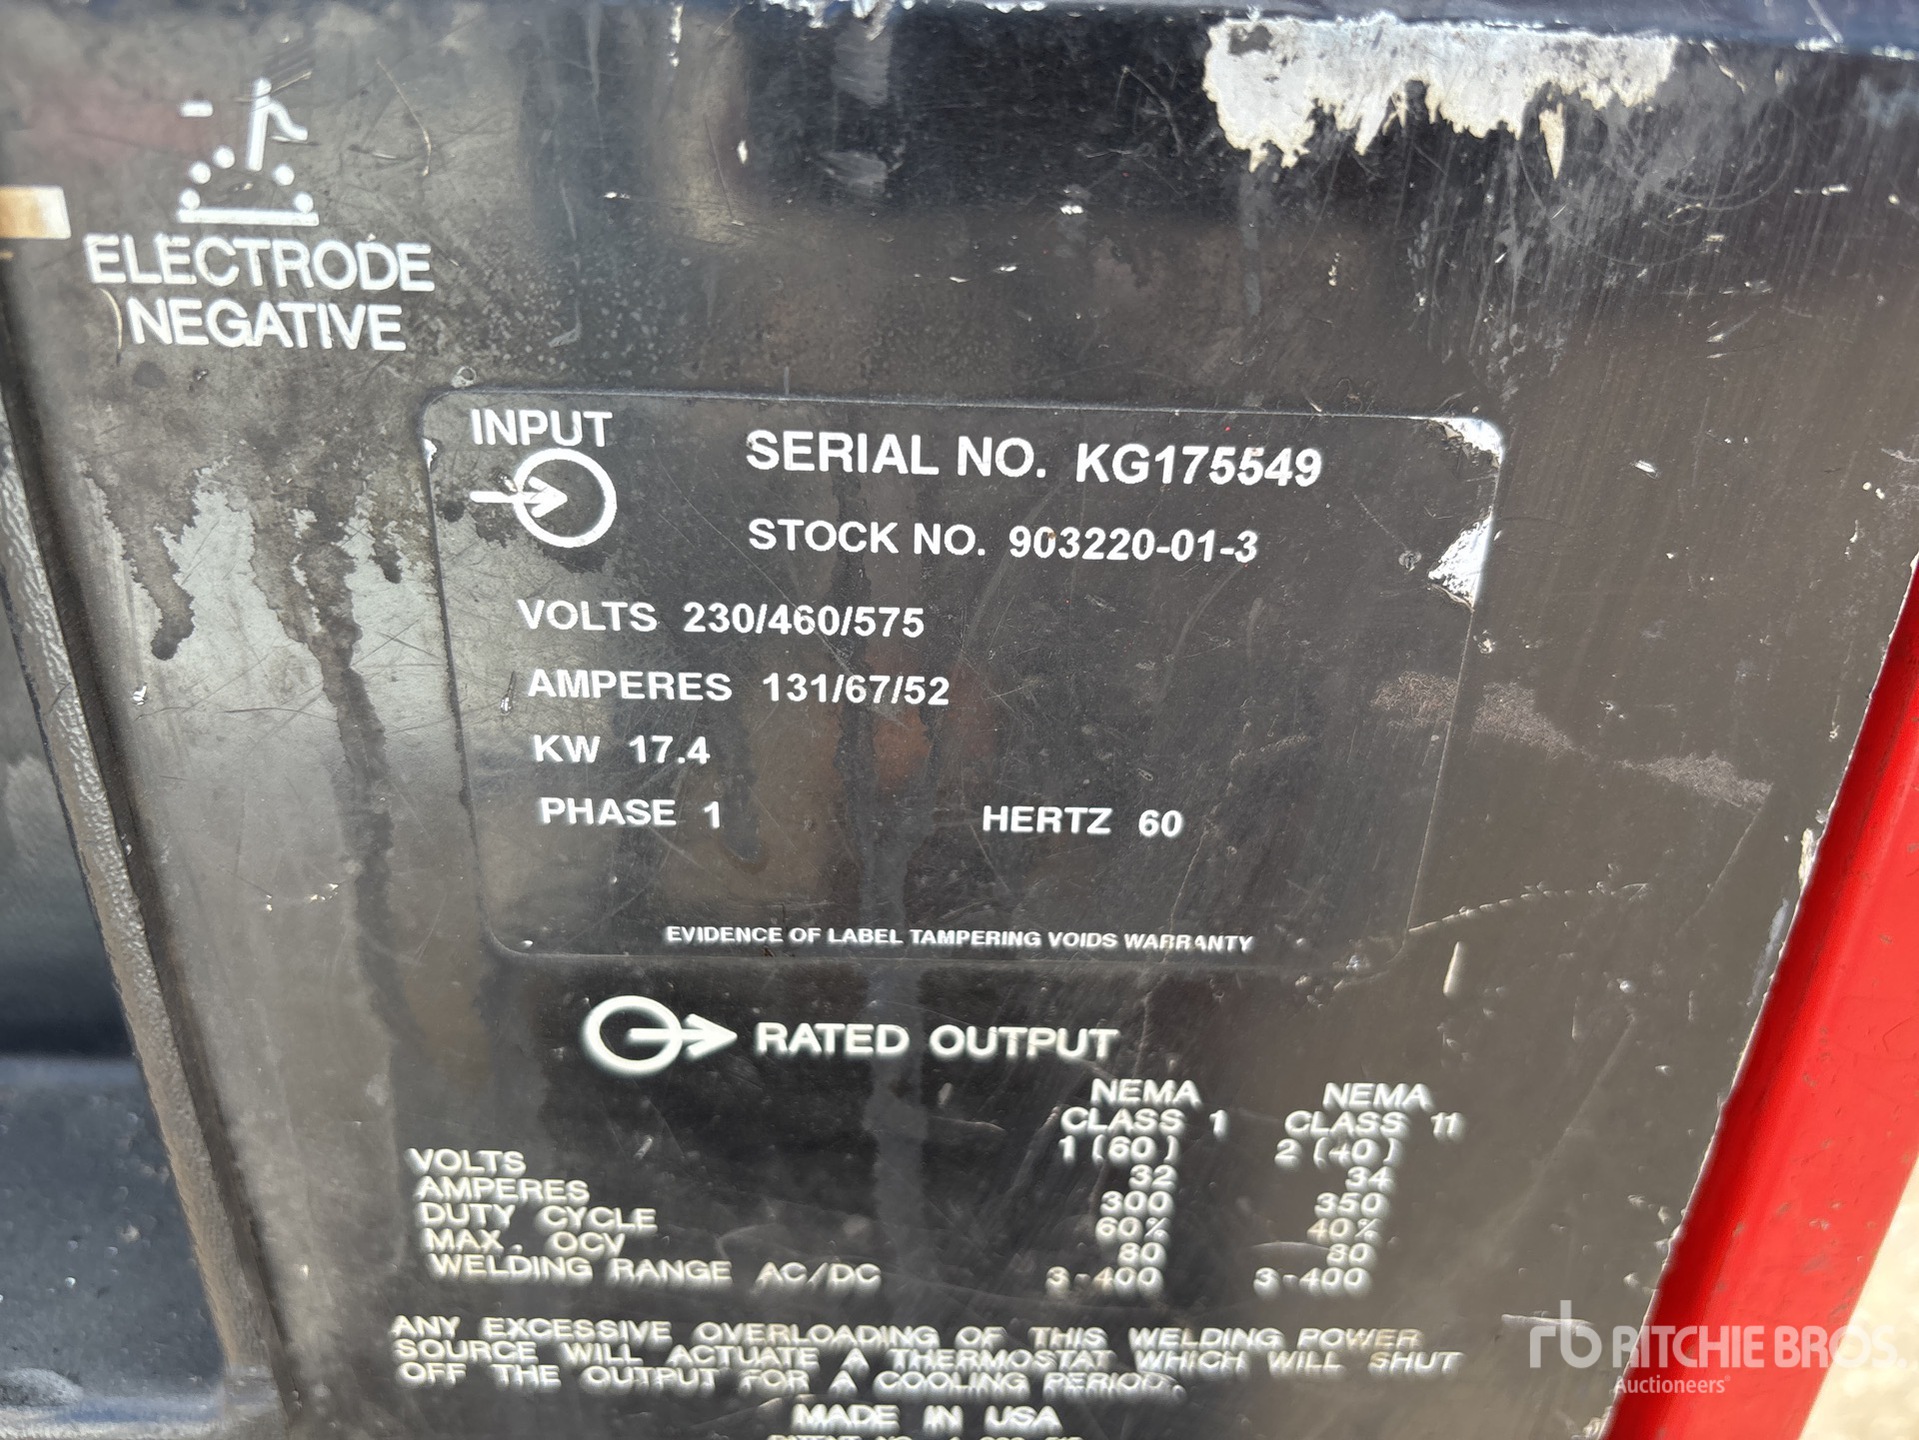 ELECTRODE
NEGATIVE
INPUT
SERIAL NO. KG175549
STOCK NO. 903220-01-3
VOLTS 230/460/575
AMPERES 131/67/52
KW 17.4
PHASE 1 HERTZ 60
EVIDENCE OF LABEL TAMPERING VOIDS WARRANTY
RATED OUTPUT
NEMA NEMA
CLASS 1 CLASS 11
1 (60) 2 (40)
VOLTS 32 34
AMPERES 300 350
DUTY CYCLE 60% 40%
MAX. OCV 80 80
WELDING RANGE AC/DC 3-400 3-400
ANY EXCESSIVE OVERLOADING OF THIS WELDING POWER
SOURCE WILL ACTUATE A THERMOSTAT WHICH WILL SHUT
OFF THE OUTPUT FOR A COOLING PERIOD.
MADE IN USA
rb RITCHIE BROS.
Auctioneers